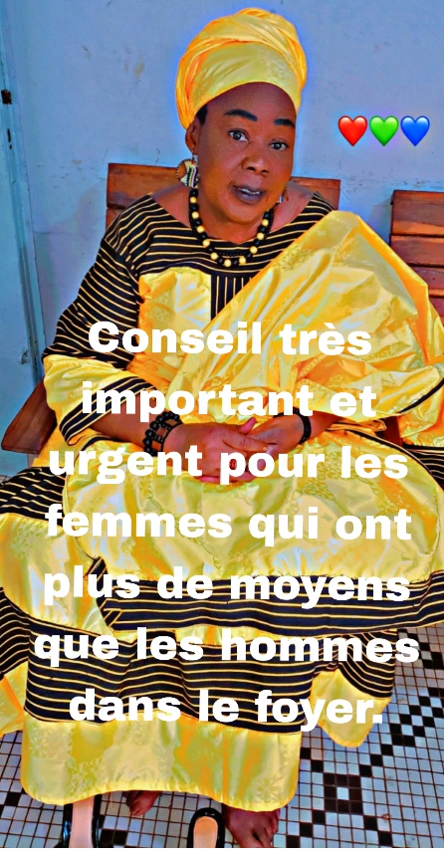 Conseil très
important et
urgent pour les
femmes qui ont
plus de moyens
que les hommes
dans le foyer.